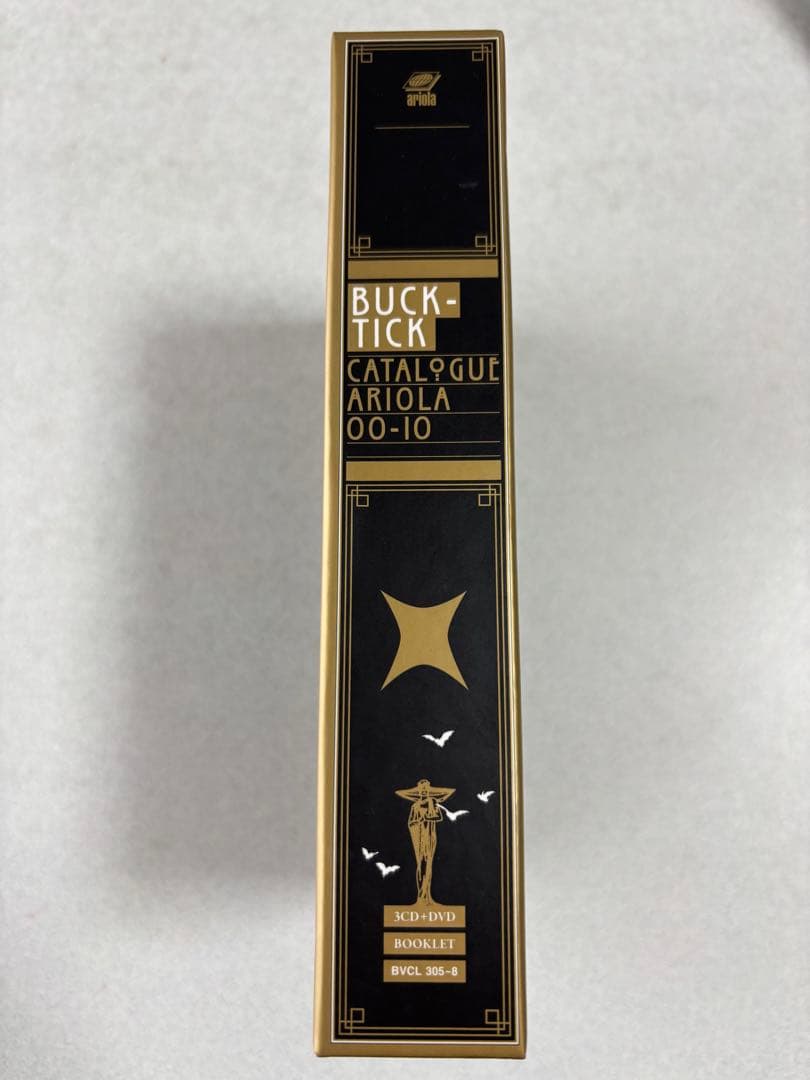 ariola
BUCK-
TICK
CATALOGUE
ARIOLA
00-10
3CD+DVD
BOOKLET
BVCL 305-8